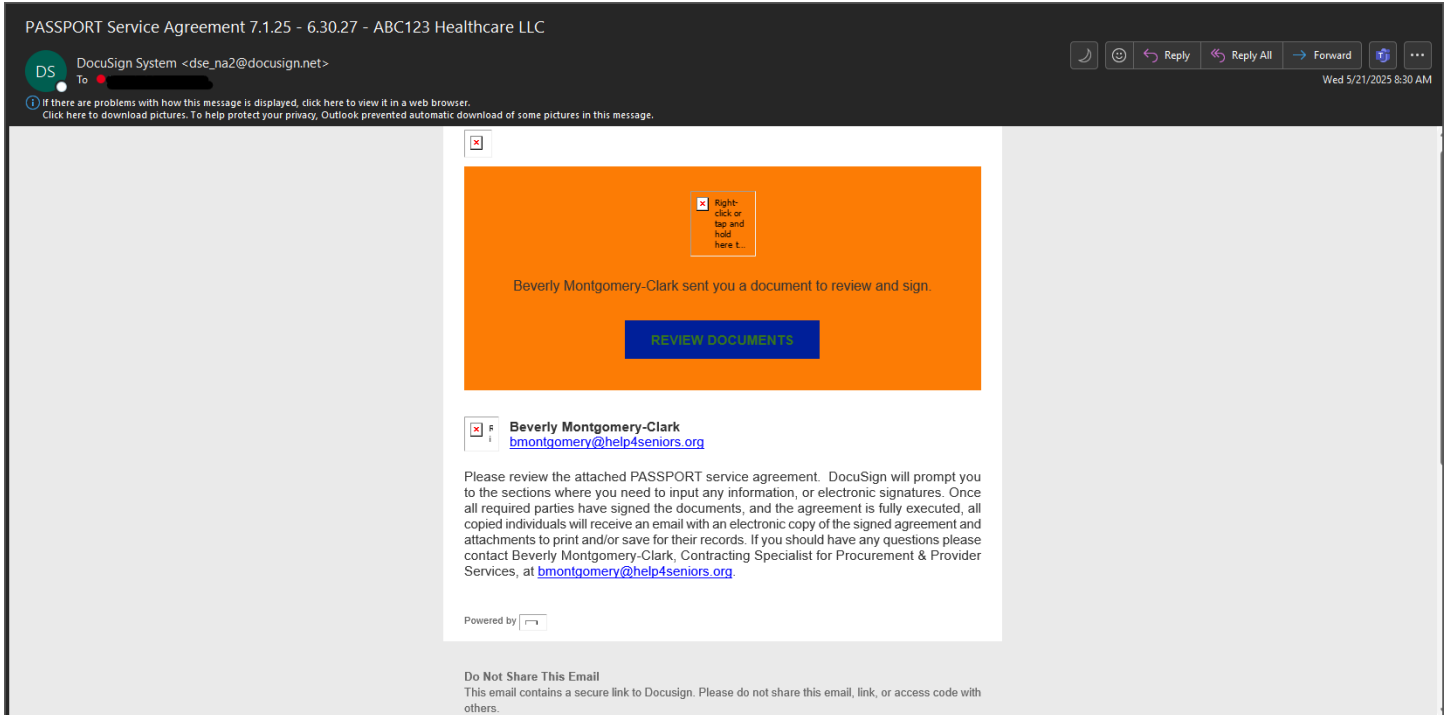 PASSPORT Service Agreement 7.1.25 - 6.30.27 - ABC123 Healthcare LLC
DS
DocuSign System <dse_na2@docusign.net>
To
Reply
Reply All
Forward
Wed 5/21/2025 8:30 AM
If there are problems with how this message is displayed, click here to view it in a web browser.
Click here to download pictures. To help protect your privacy, Outlook prevented automatic download of some pictures in this message.
Right-
click or
tap and
hold
here t...
Beverly Montgomery-Clark sent you a document to review and sign.
REVIEW DOCUMENTS
Beverly Montgomery-Clark
bmontgomery@help4seniors.org
Please review the attached PASSPORT service agreement.  DocuSign will prompt you
to the sections where you need to input any information, or electronic signatures. Once
all required parties have signed the documents, and the agreement is fully executed, all
copied individuals will receive an email with an electronic copy of the signed agreement and
attachments to print and/or save for their records. If you should have any questions please
contact Beverly Montgomery-Clark, Contracting Specialist for Procurement & Provider
Services, at bmontgomery@help4seniors.org.
Powered by
Do Not Share This Email
This email contains a secure link to Docusign. Please do not share this email, link, or access code with
others.